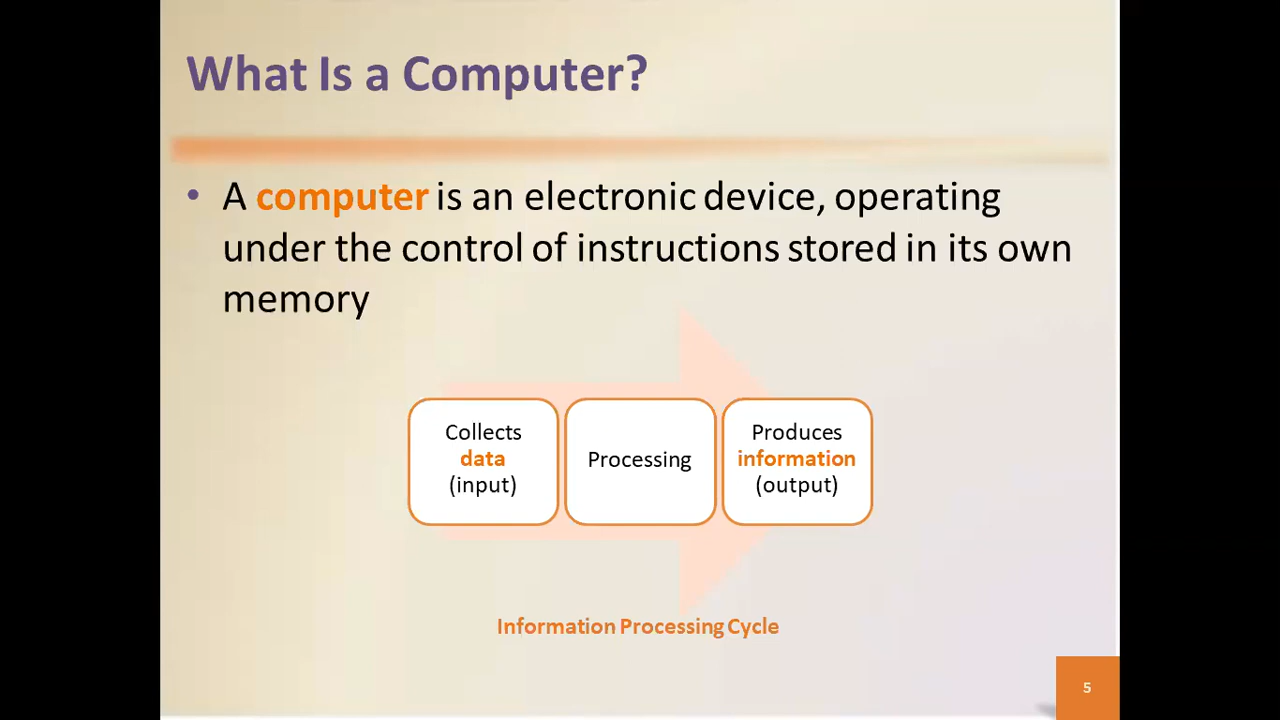 What Is a Computer?
• A computer is an electronic device, operating
under the control of instructions stored in its own
memory
Collects
data
(input)
Processing
Produces
information
(output)
Information Processing Cycle
5